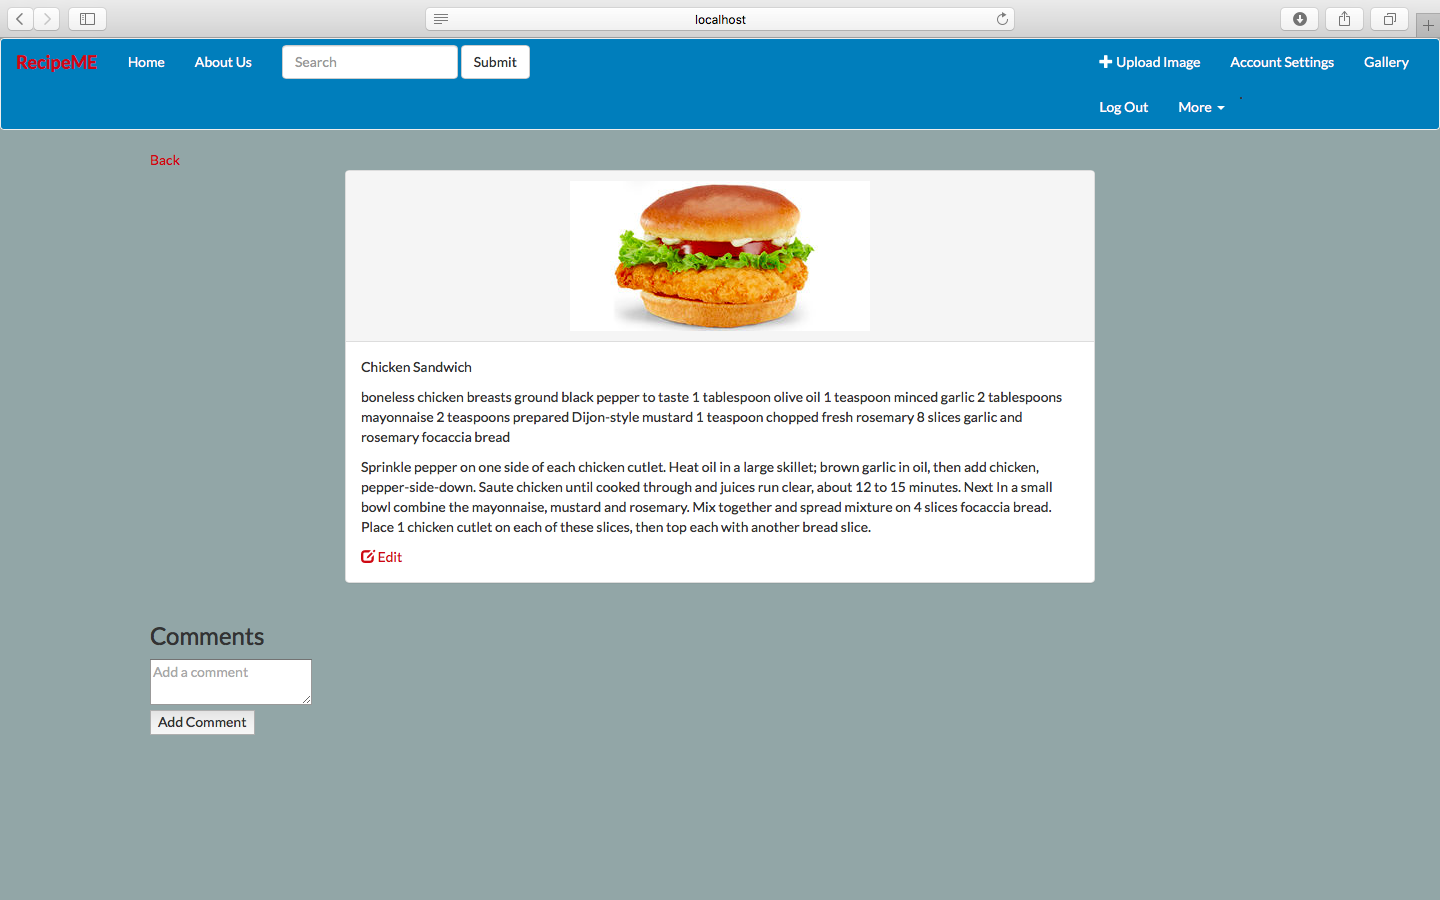 localhost
RecipeME Home About Us Search Submit Upload Image Account Settings Gallery
Log Out More
Back
Chicken Sandwich
boneless chicken breasts ground black pepper to taste 1 tablespoon olive oil 1 teaspoon minced garlic 2 tablespoons
mayonnaise 2 teaspoons prepared Dijon-style mustard 1 teaspoon chopped fresh rosemary 8 slices garlic and
rosemary focaccia bread
Sprinkle pepper on one side of each chicken cutlet. Heat oil in a large skillet; brown garlic in oil, then add chicken,
pepper-side-down. Saute chicken until cooked through and juices run clear, about 12 to 15 minutes. Next In a small
bowl combine the mayonnaise, mustard and rosemary. Mix together and spread mixture on 4 slices focaccia bread.
Place 1 chicken cutlet on each of these slices, then top each with another bread slice.
Edit
Comments
Add a comment
Add Comment